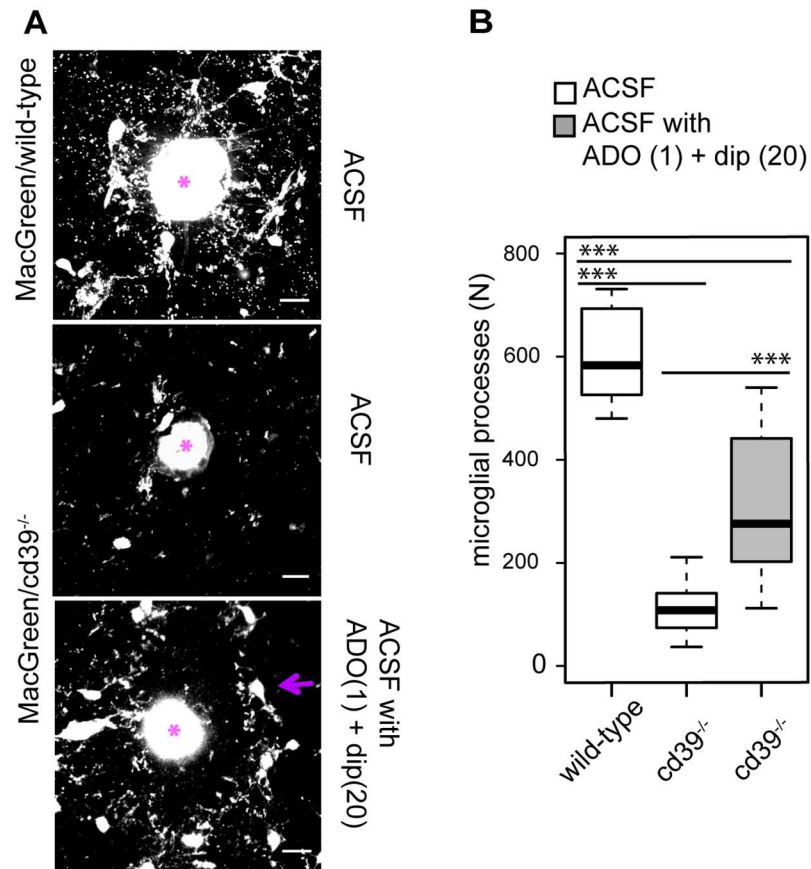 A
MacGreen/wild-type
ACSF
*
MacGreen/cd39-/-
ACSF
*
ACSF with
ADO(1) + dip(20)
*
B
ACSF
ACSF with
ADO (1) + dip (20)
microglial processes (N)
800
600
400
200
0
***
***
***
wild-type
cd39-/-
cd39-/-